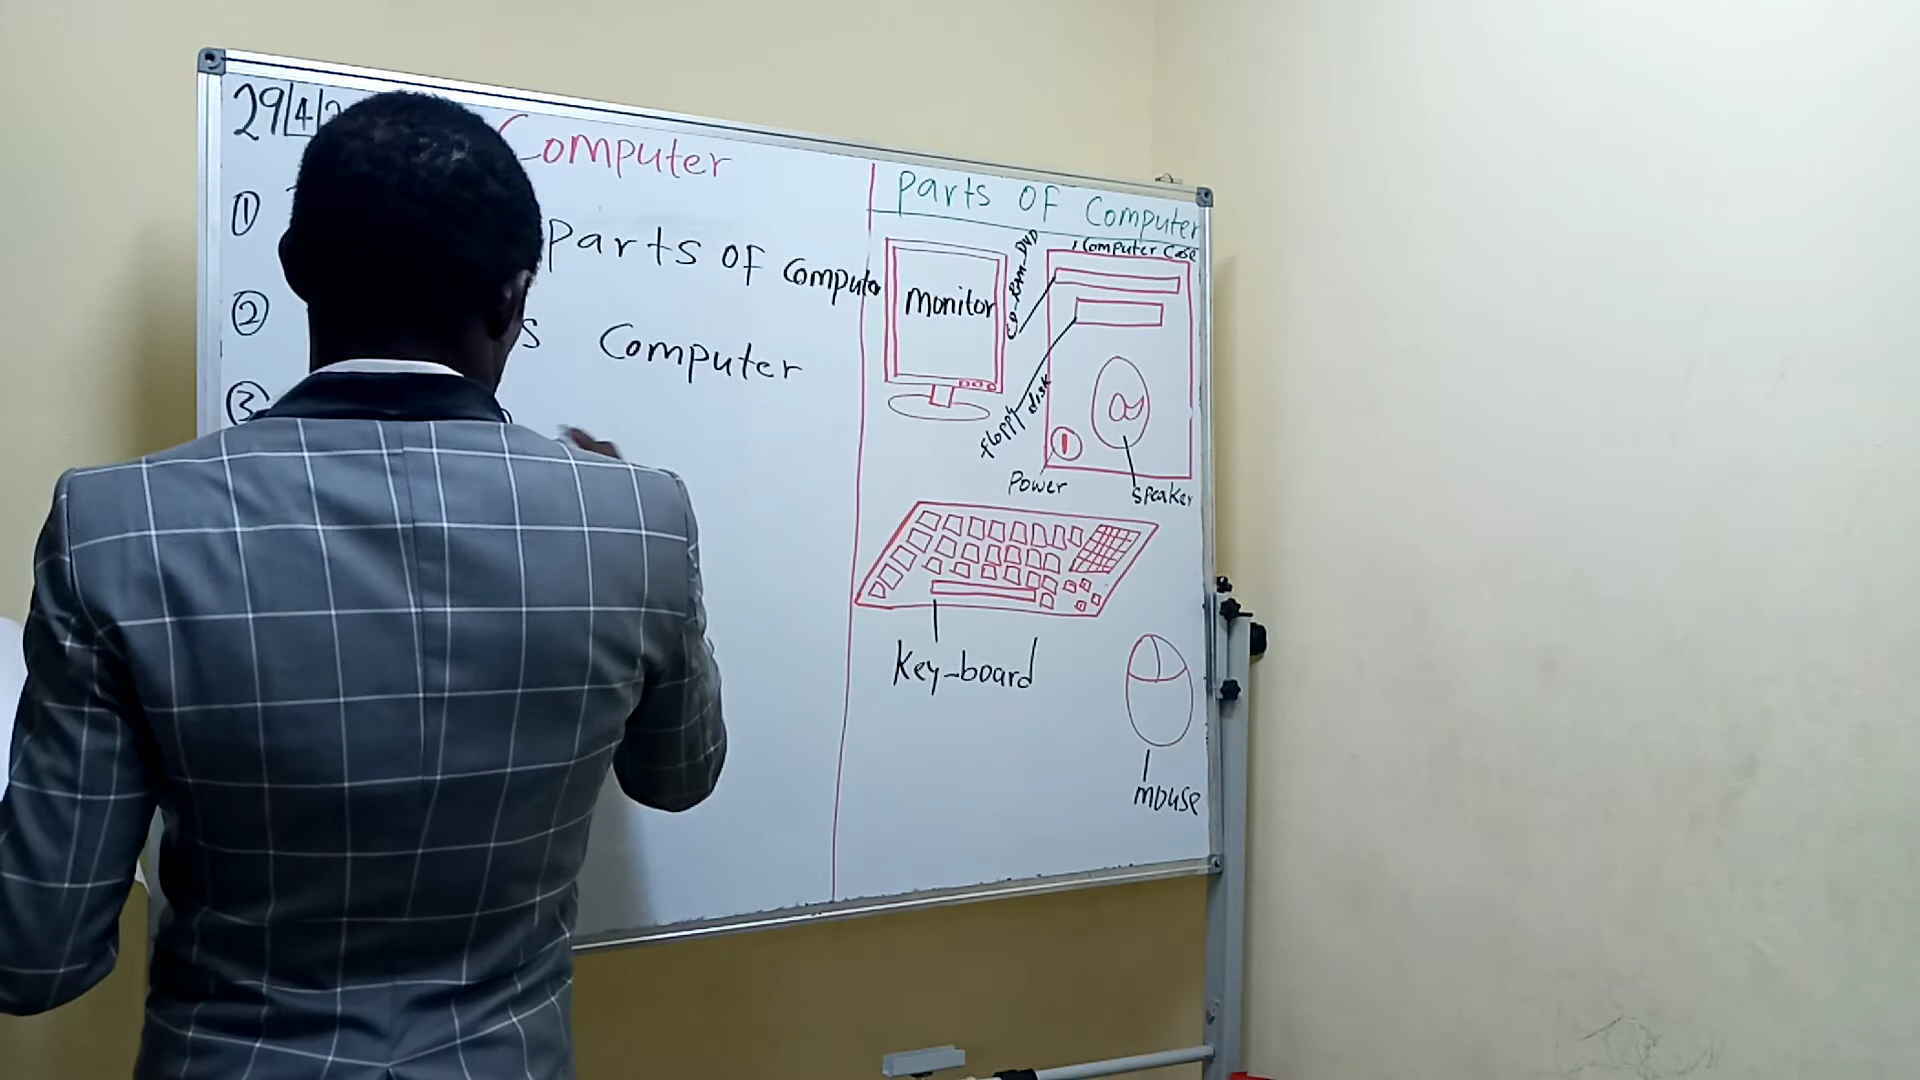 29/4/2
Computer
① parts of Computer
② s Computer
③
parts of Computer
Computer Case
CD-Rom-DVD
monitor
floppy disk
Power
speaker
key-board
mouse